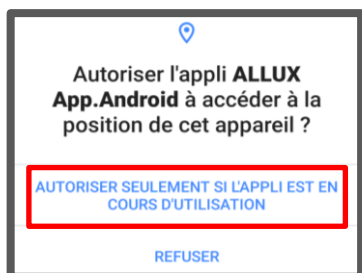 Autoriser l'appli ALLUX
App.Android à accéder à la
position de cet appareil ?
AUTORISER SEULEMENT SI L'APPLI EST EN
COURS D'UTILISATION
REFUSER